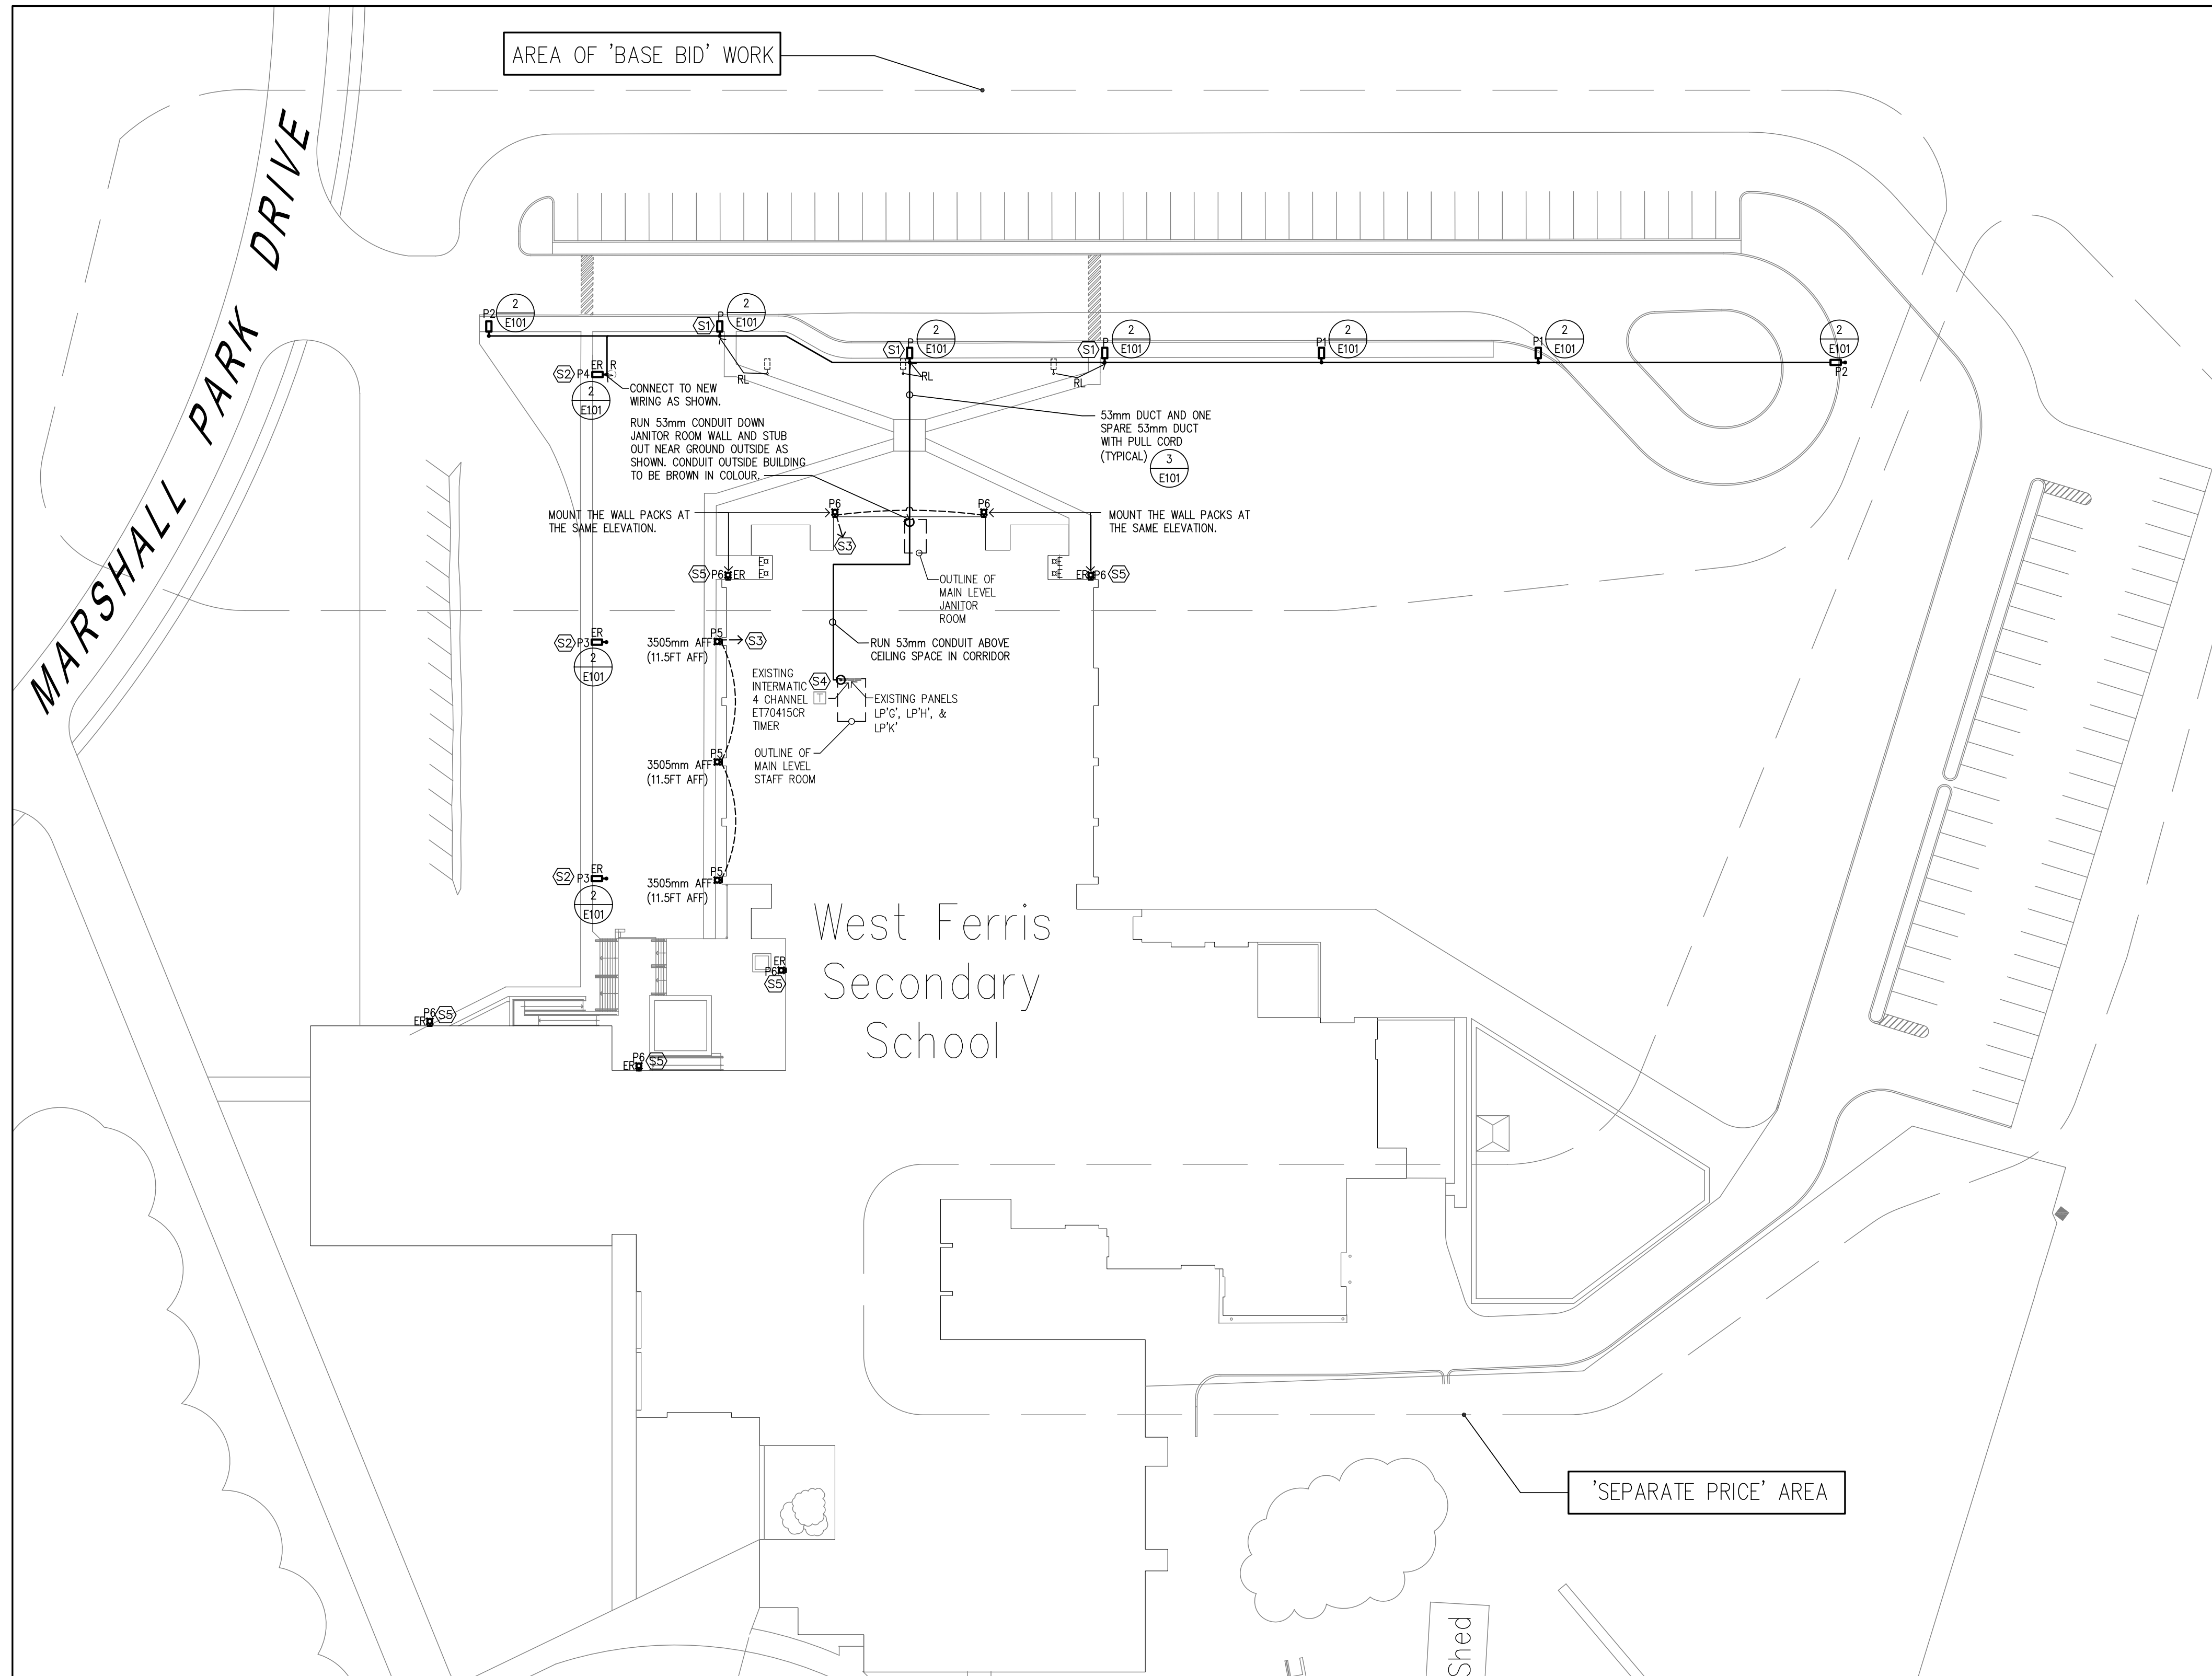 AREA OF 'BASE BID' WORK
MARSHALL PARK DRIVE
P2
2
E101
S1
P
2
E101
S1
P
2
E101
S1
P
2
E101
P1
2
E101
P1
2
E101
2
E101
P2
RL
RL
RL
S2 P4 ER R
2
E101
CONNECT TO NEW
WIRING AS SHOWN.
RUN 53mm CONDUIT DOWN
JANITOR ROOM WALL AND STUB
OUT NEAR GROUND OUTSIDE AS
SHOWN. CONDUIT OUTSIDE BUILDING
TO BE BROWN IN COLOUR.
53mm DUCT AND ONE
SPARE 53mm DUCT
WITH PULL CORD
(TYPICAL)
3
E101
MOUNT THE WALL PACKS AT
THE SAME ELEVATION.
P6
P6
MOUNT THE WALL PACKS AT
THE SAME ELEVATION.
S3
S5 P6 ER
E
E
E
E
ER P6 S5
OUTLINE OF
MAIN LEVEL
JANITOR
ROOM
S2 P3 ER
2
E101
3505mm AFF
(11.5FT AFF)
P5
S3
RUN 53mm CONDUIT ABOVE
CEILING SPACE IN CORRIDOR
EXISTING
INTERMATIC
4 CHANNEL
ET70415CR
TIMER
S4
T
EXISTING PANELS
LP'G', LP'H', &
LP'K'
OUTLINE OF
MAIN LEVEL
STAFF ROOM
3505mm AFF
(11.5FT AFF)
P5
S2 P3 ER
2
E101
3505mm AFF
(11.5FT AFF)
P5
West Ferris
Secondary
School
ER
P6
S5
P6 S5
ER
P6 S5
ER
'SEPARATE PRICE' AREA
Shed